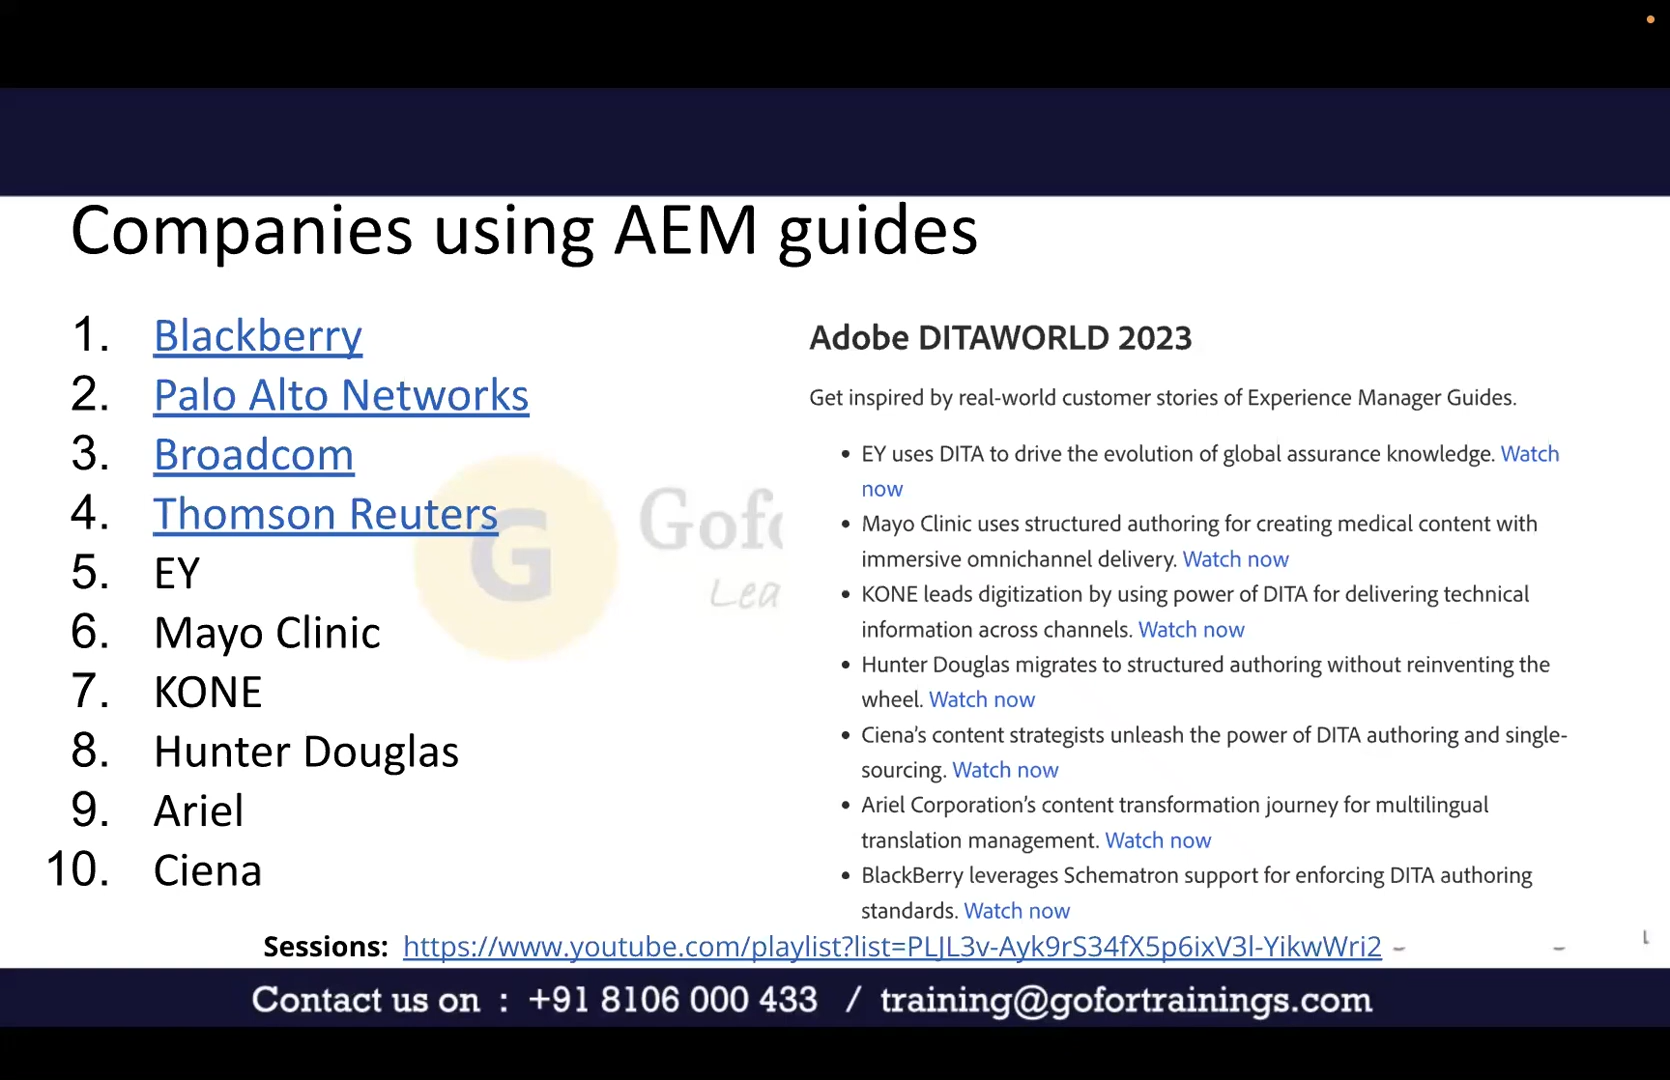 Companies using AEM guides
1. Blackberry
2. Palo Alto Networks
3. Broadcom
4. Thomson Reuters
5. EY
6. Mayo Clinic
7. KONE
8. Hunter Douglas
9. Ariel
10. Ciena
Adobe DITAWORLD 2023
Get inspired by real-world customer stories of Experience Manager Guides.
• EY uses DITA to drive the evolution of global assurance knowledge. Watch
now
• Mayo Clinic uses structured authoring for creating medical content with
immersive omnichannel delivery. Watch now
• KONE leads digitization by using power of DITA for delivering technical
information across channels. Watch now
• Hunter Douglas migrates to structured authoring without reinventing the
wheel. Watch now
• Ciena’s content strategists unleash the power of DITA authoring and single-
sourcing. Watch now
• Ariel Corporation’s content transformation journey for multilingual
translation management. Watch now
• BlackBerry leverages Schematron support for enforcing DITA authoring
standards. Watch now
G
Sessions: https://www.youtube.com/playlist?list=PLJL3v-Ayk9rS34fX5p6ixV3l-YikwWri2
Contact us on : +91 8106 000 433 / training@gofortrainings.com